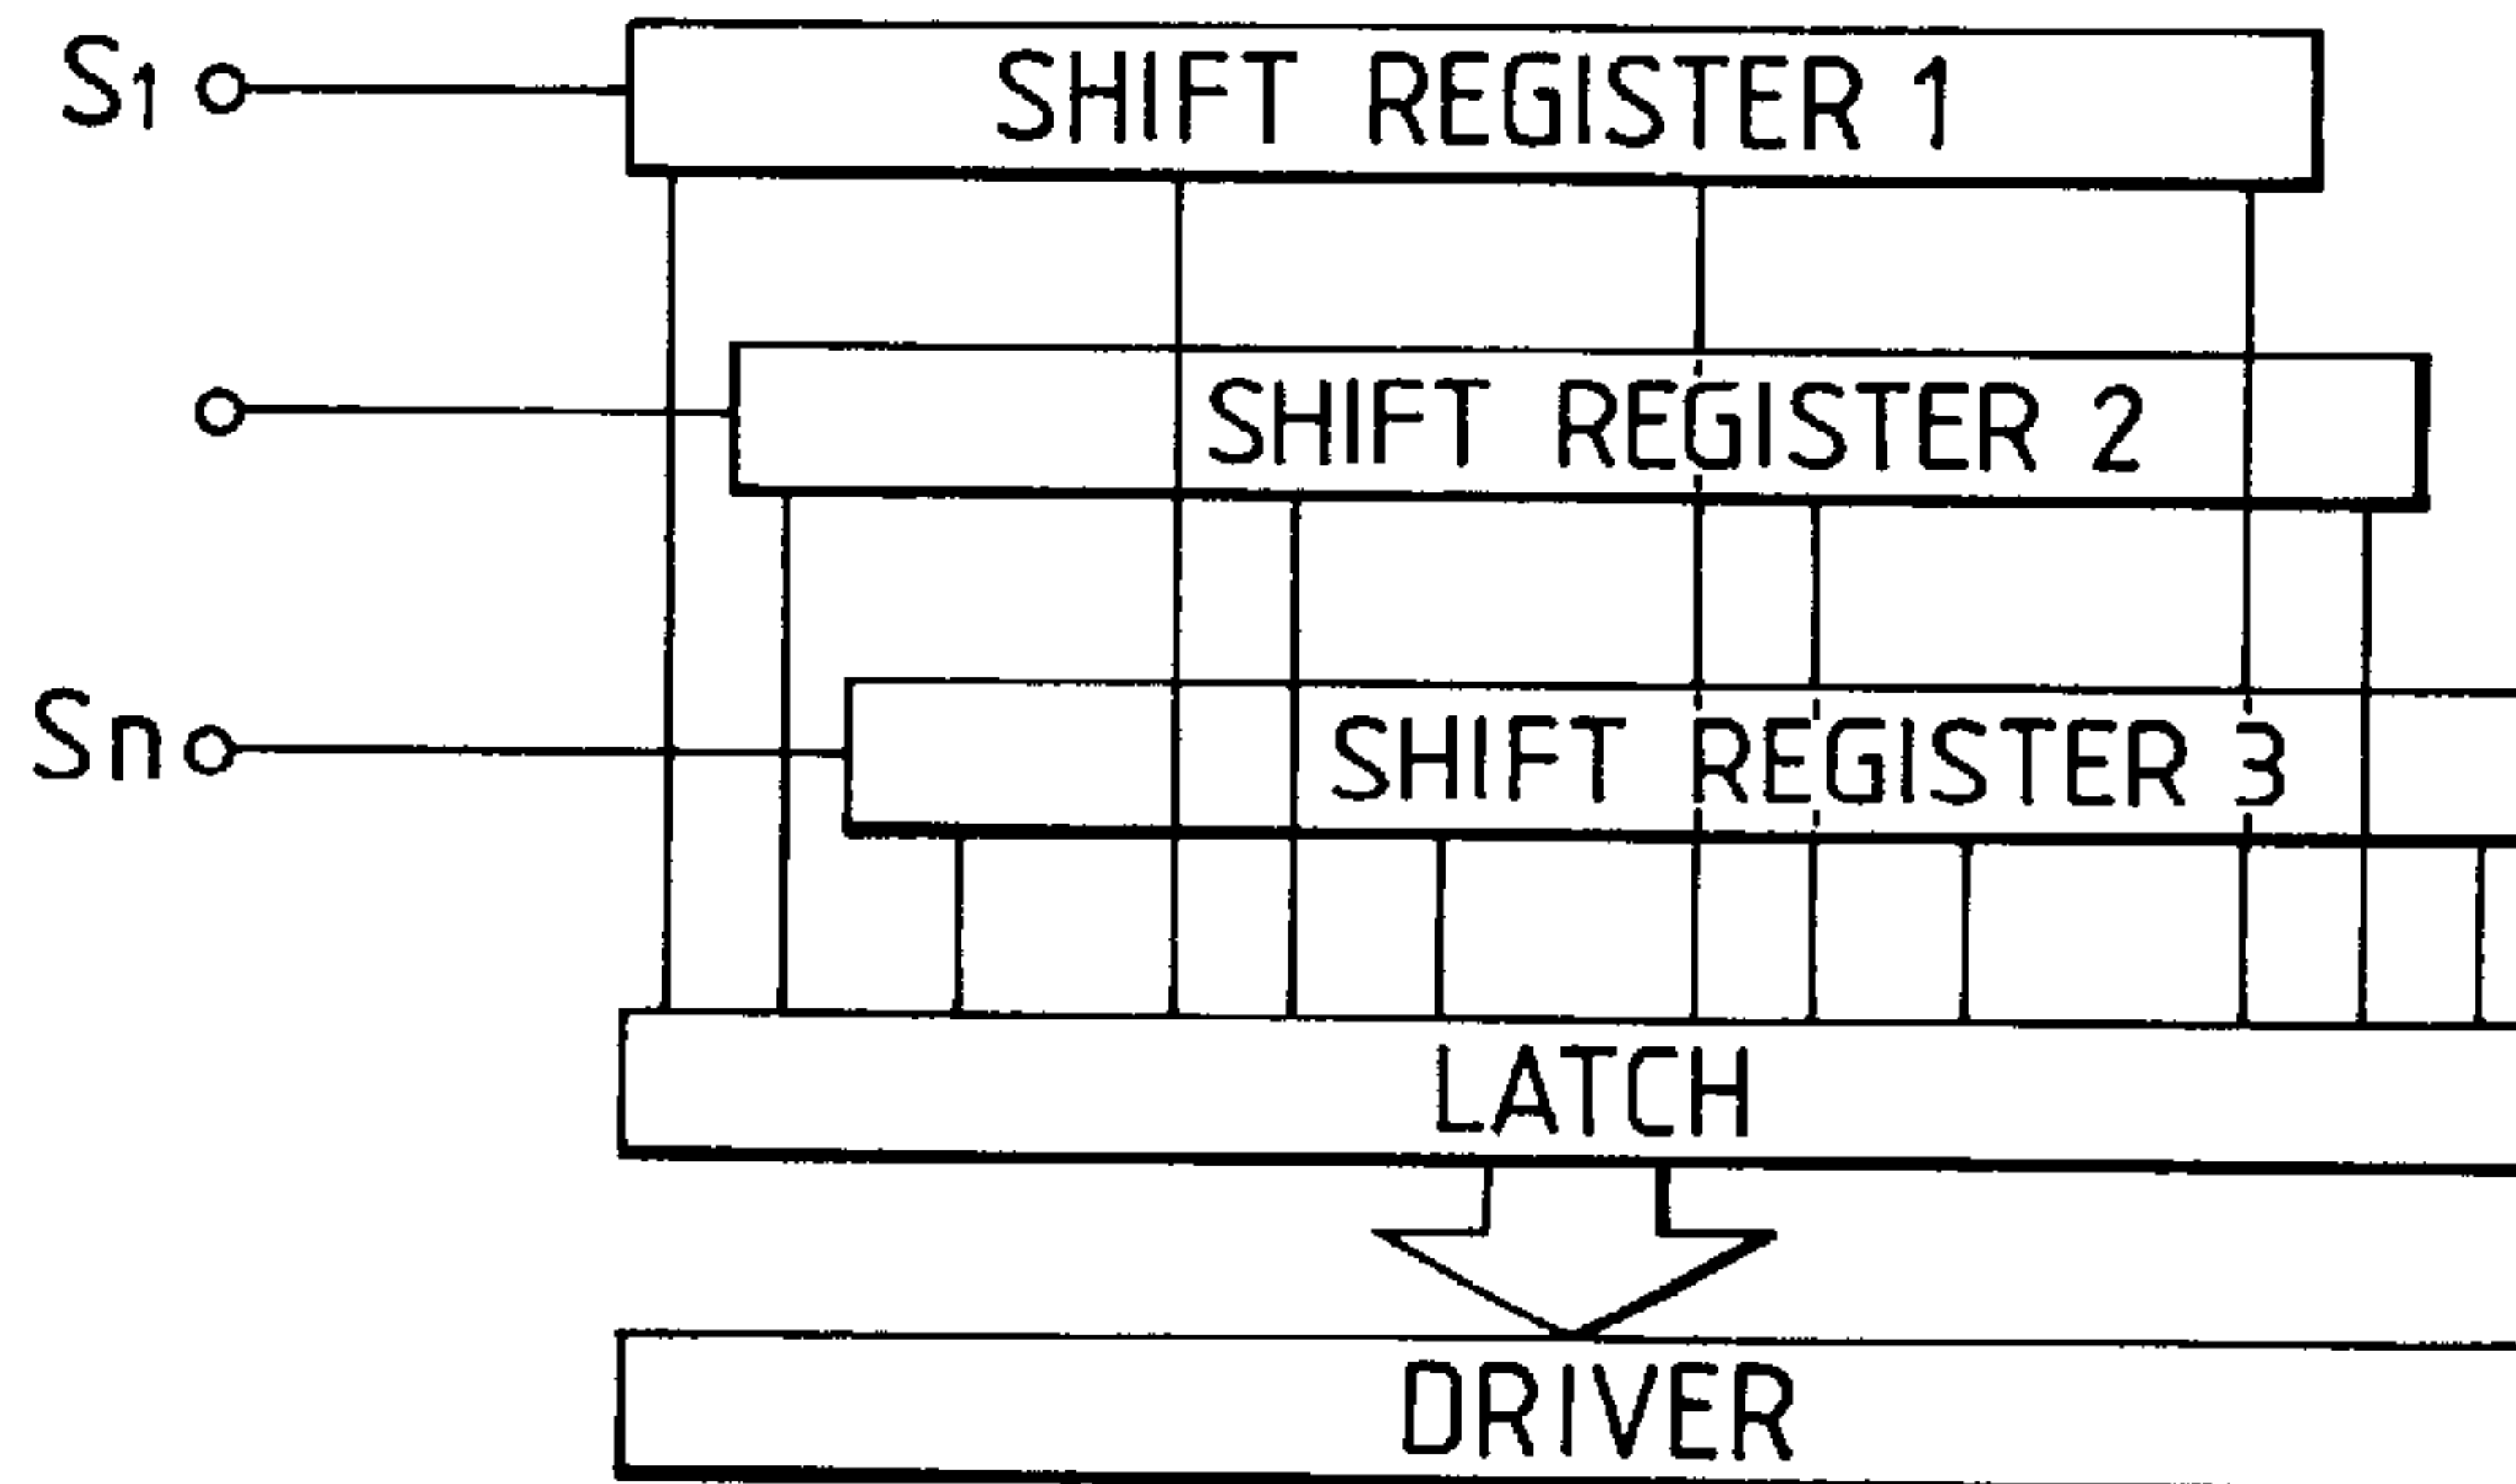 S1 SHIFT REGISTER 1
SHIFT REGISTER 2
Sn SHIFT REGISTER 3
LATCH
DRIVER